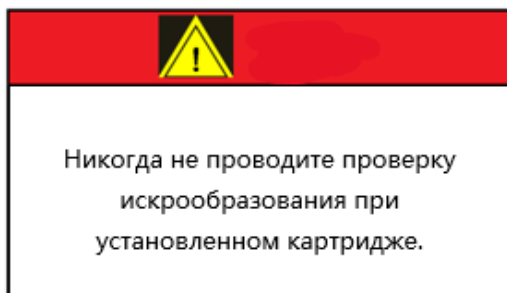 Никогда не проводите проверку
искрообразования при
установленном картридже.